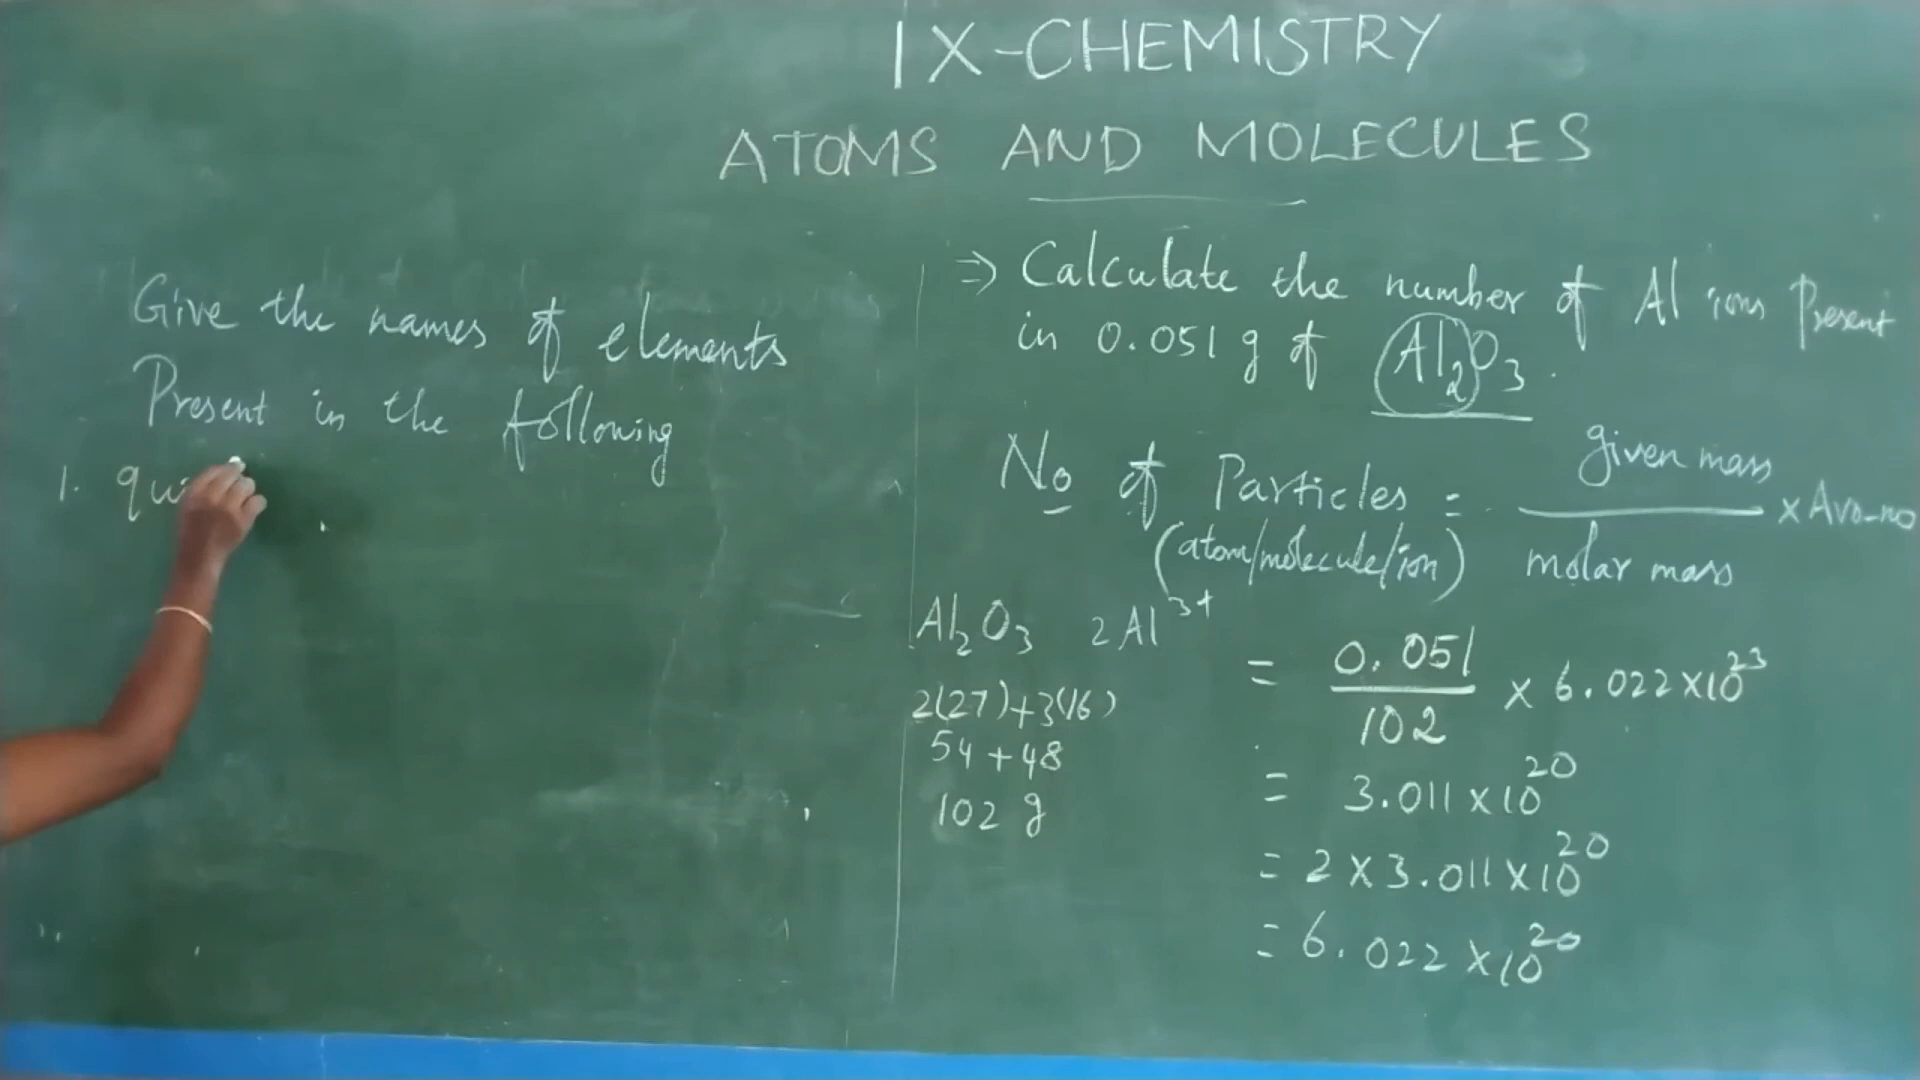 IX-CHEMISTRY
ATOMS AND MOLECULES
Give the names of elements
Present in the following
1. qui
⇒ Calculate the number of Al ions Present
in 0.051 g of Al₂O₃.
No of Particles = given mass / molar mass × Avo-no
(atom/molecule/ion)
Al₂O₃ 2Al³⁺
2(27)+3(16)
54+48
102 g
= 0.051 / 102 × 6.022×10²³
= 3.011×10²⁰
= 2×3.011×10²⁰
= 6.022×10²⁰